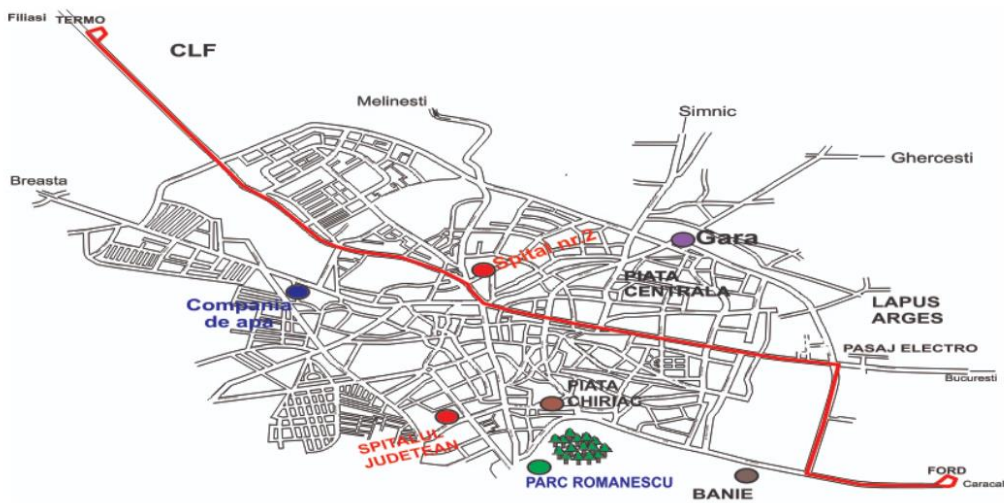 Filiasi TERMO
CLF
Melinesti
Simnic
Ghercesti
Breasta
Spital nr.2
Gara
PIATA
CENTRALA
Compania
de apa
LAPUS
ARGES
PASAJ ELECTRO
Bucuresti
PIATA
CHIRIAC
SPITALUL
JUDETEAN
PARC ROMANESCU
BANIE
FORD
Caracal